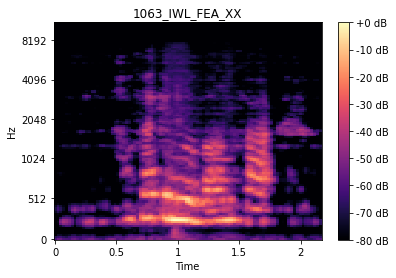 1063_IWL_FEA_XX
+0 dB
8192
-10 dB
4096
-20 dB
-30 dB
2048
Hz
-40 dB
1024
-50 dB
512
-60 dB
-70 dB
0
-80 dB
0
0.5
1
1.5
2
Time